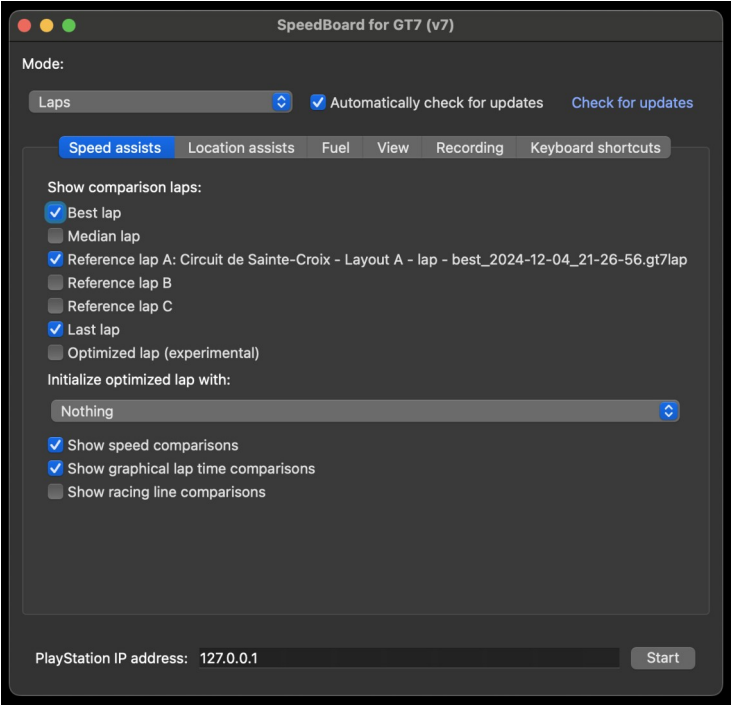 SpeedBoard for GT7 (v7)
Mode:
Laps Automatically check for updates Check for updates
Speed assists Location assists Fuel View Recording Keyboard shortcuts
Show comparison laps:
Best lap
Median lap
Reference lap A: Circuit de Sainte-Croix - Layout A - lap - best_2024-12-04_21-26-56.gt7lap
Reference lap B
Reference lap C
Last lap
Optimized lap (experimental)
Initialize optimized lap with:
Nothing
Show speed comparisons
Show graphical lap time comparisons
Show racing line comparisons
PlayStation IP address: 127.0.0.1 Start